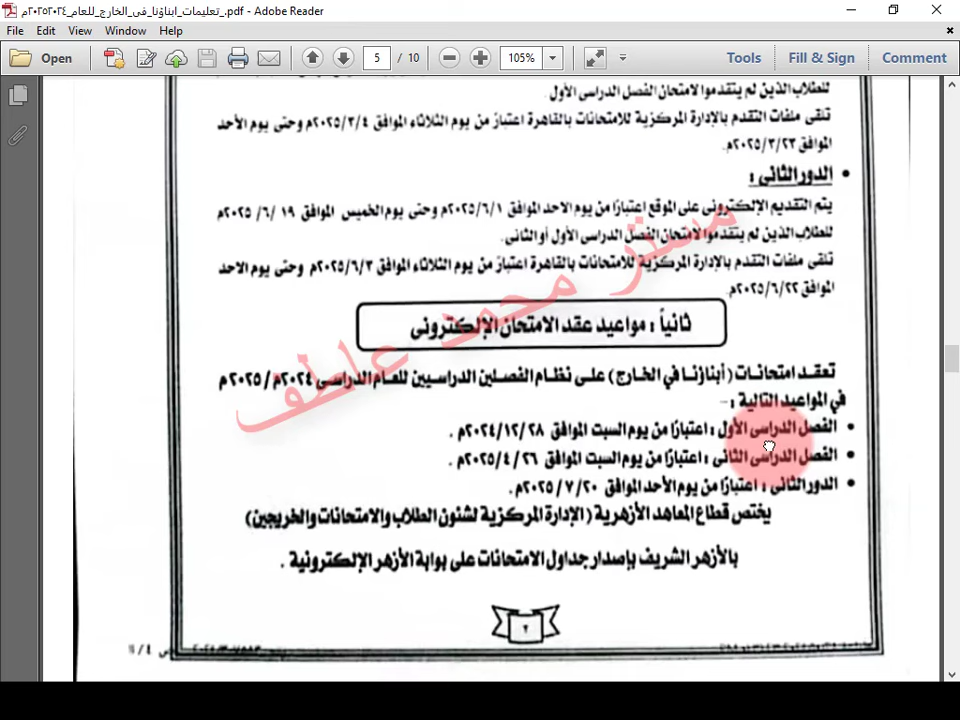 تعليمات_ابناؤنا_فى_الخارج_للعام_٢٠٢٥٢٠٢٤م_.pdf - Adobe Reader
File Edit View Window Help
Open 5 / 10 105% Tools Fill & Sign Comment
للطلاب الذين لم يتقدموا لامتحان الفصل الدراسى الأول.
تلقى ملفات التقدم بالإدارة المركزية للامتحانات بالقاهرة اعتبارًا من يوم الثلاثاء الموافق ٢٠٢٥/٣/٤م وحتى يوم الأحد
الموافق ٢٠٢٥/٣/٢٣م.
• الدور الثانى :
يتم التقديم الإلكترونى على الموقع اعتبارًا من يوم الاحد الموافق ٢٠٢٥/٦/١م وحتى يوم الخميس الموافق ١٩ /٦/ ٢٠٢٥م
للطلاب الذين لم يتقدموا لامتحان الفصل الدراسى الأول أو الثانى.
تلقى ملفات التقدم بالإدارة المركزية للامتحانات بالقاهرة اعتبارًا من يوم الثلاثاء الموافق ٢٠٢٥/٦/٣م وحتى يوم الاحد
الموافق ٢٠٢٥/٦/٢٢م.
مستر محمد عاطف
ثانياً : مواعيد عقد الامتحان الإلكترونى
تعقد امتحانات (أبناؤنا في الخارج) على نظام الفصلين الدراسيين للعام الدراسى ٢٠٢٤م/٢٠٢٥م
في المواعيد التالية :-
• الفصل الدراسى الأول : اعتبارًا من يوم السبت الموافق ٢٠٢٤/١٢/٢٨م .
• الفصل الدراسى الثانى : اعتبارًا من يوم السبت الموافق ٢٠٢٥/٤/٢٦م .
• الدور الثانى : اعتبارًا من يوم الأحد الموافق ٢٠٢٥/٧/٢٠م .
يختص قطاع المعاهد الأزهرية (الإدارة المركزية لشئون الطلاب والامتحانات والخريجين)
بالأزهر الشريف بإصدار جداول الامتحانات على بوابة الأزهر الإلكترونية .
٢